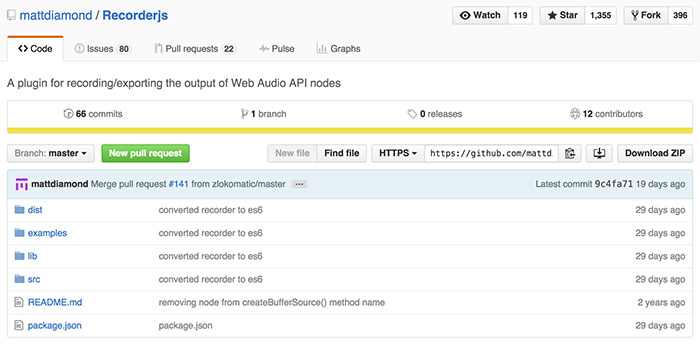 mattdiamond / Recorderjs Watch 119 Star 1,355 Fork 396
Code Issues 80 Pull requests 22 Pulse Graphs
A plugin for recording/exporting the output of Web Audio API nodes
66 commits 1 branch 0 releases 12 contributors
Branch: master New pull request New file Find file HTTPS https://github.com/mattd Download ZIP
mattdiamond Merge pull request #141 from zlokomatic/master ... Latest commit 9c4fa71 19 days ago
dist converted recorder to es6 29 days ago
examples converted recorder to es6 29 days ago
lib converted recorder to es6 29 days ago
src converted recorder to es6 29 days ago
README.md removing node from createBufferSource() method name 2 years ago
package.json package.json 29 days ago